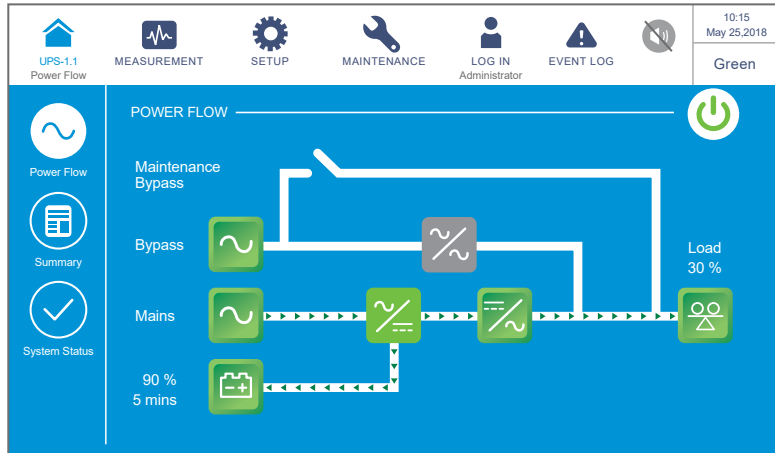 UPS-1.1
Power Flow
MEASUREMENT
SETUP
MAINTENANCE
LOG IN
Administrator
EVENT LOG
10:15
May 25,2018
Green
Power Flow
Summary
System Status
POWER FLOW
Maintenance
Bypass
Bypass
Load
30 %
Mains
90 %
5 mins